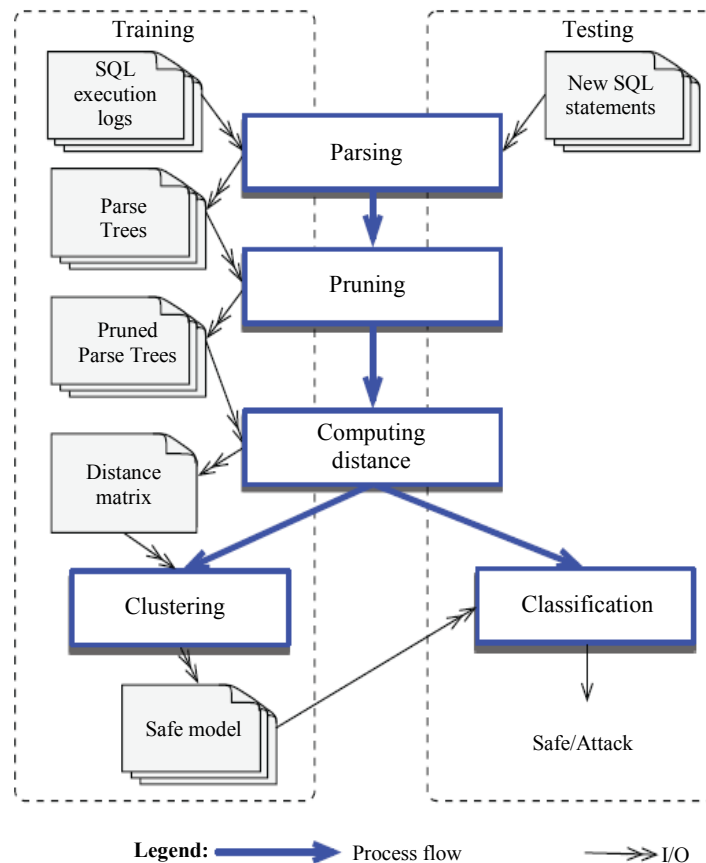 Training
Testing
SQL
execution
logs
New SQL
statements
Parsing
Parse
Trees
Pruning
Pruned
Parse Trees
Computing
distance
Distance
matrix
Clustering
Classification
Safe model
Safe/Attack
Legend: Process flow I/O